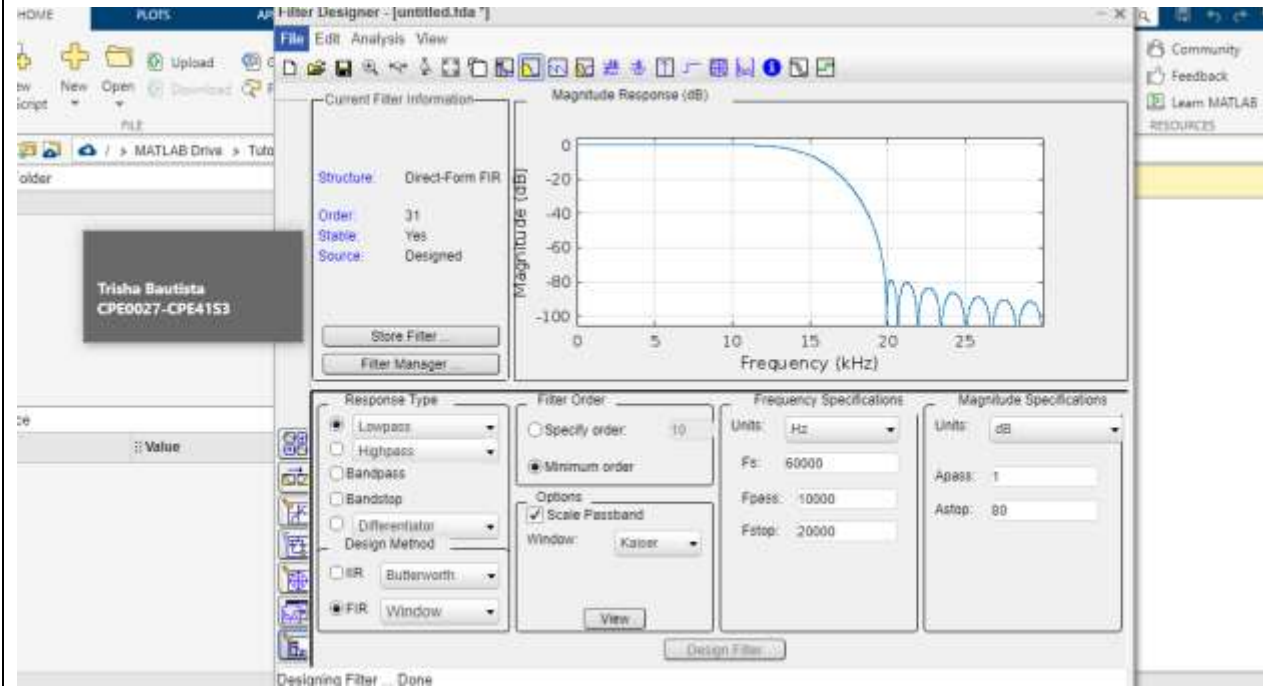 HOME PLOTS AP
Filter Designer - [untitled.fda *]
File Edit Analysis View
Upload
New Open Download
Script
FILE
/ > MATLAB Drive > Tuto
older
Value
Trisha Bautista
CPE0027-CPE41S3
Current Filter Information
Structure: Direct-Form FIR
Order: 31
Stable: Yes
Source: Designed
Store Filter ...
Filter Manager ...
Magnitude Response (dB)
Magnitude (dB)
0
-20
-40
-60
-80
-100
0 5 10 15 20 25
Frequency (kHz)
Community
Feedback
Learn MATLAB
RESOURCES
Response Type
Lowpass
Highpass
Bandpass
Bandstop
Differentiator
Design Method
IIR Butterworth
FIR Window
Filter Order
Specify order: 10
Minimum order
Options
Scale Passband
Window: Kaiser
View
Frequency Specifications
Units: Hz
Fs: 60000
Fpass: 10000
Fstop: 20000
Magnitude Specifications
Units: dB
Apass: 1
Astop: 80
Design Filter
Designing Filter ... Done